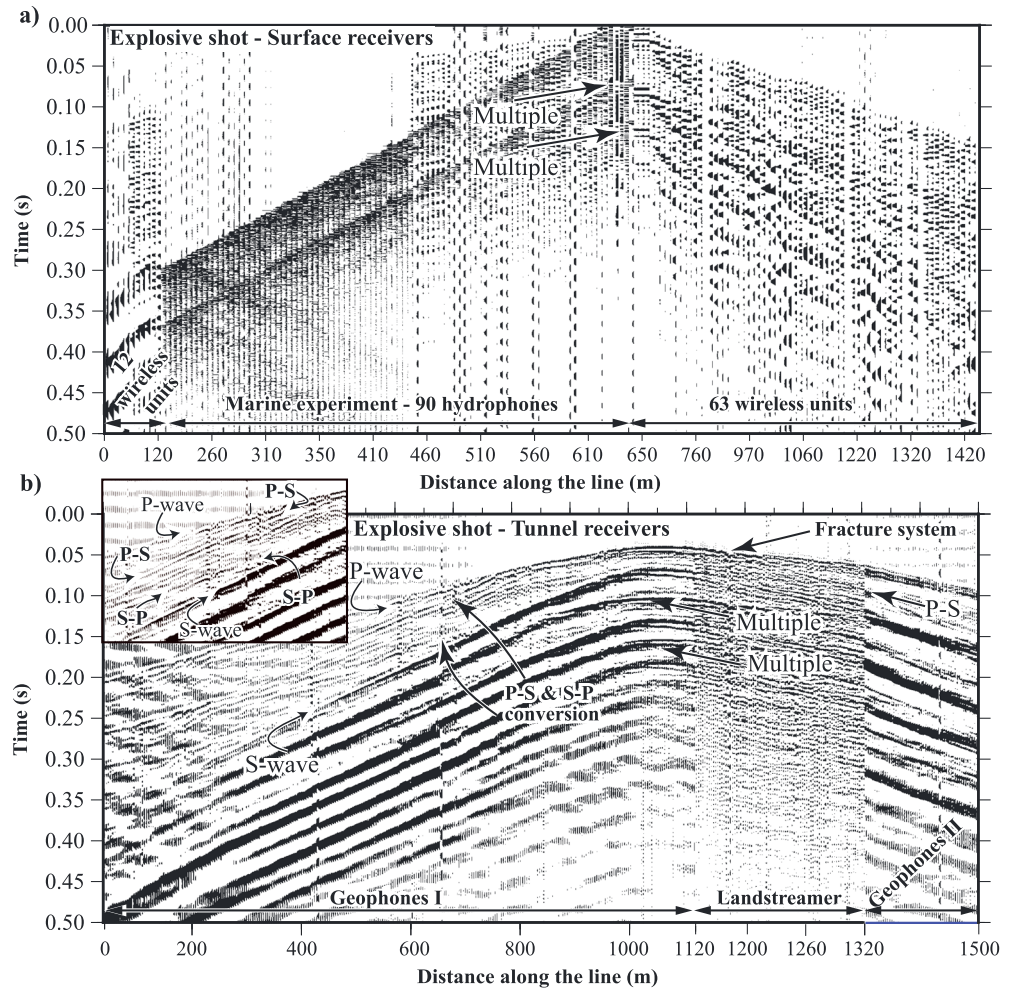 a)
Explosive shot - Surface receivers
0.00
0.05
0.10
0.15
0.20
0.25
0.30
0.35
0.40
0.45
0.50
Time (s)
Multiple
Multiple
12
wireless
units
Marine experiment - 90 hydrophones
63 wireless units
0 120 260 310 350 410 460 510 560 610 650 760 970 1060 1220 1320 1420
Distance along the line (m)
b)
P-wave
P-S
P-S
S-P
S-P
S-wave
Explosive shot - Tunnel receivers
Fracture system
0.00
0.05
0.10
0.15
0.20
0.25
0.30
0.35
0.40
0.45
0.50
Time (s)
P-wave
P-S
Multiple
Multiple
P-S & S-P
conversion
S-wave
Geophones I
Landstreamer
Geophones II
0 200 400 600 800 1000 1120 1200 1260 1320 1500
Distance along the line (m)